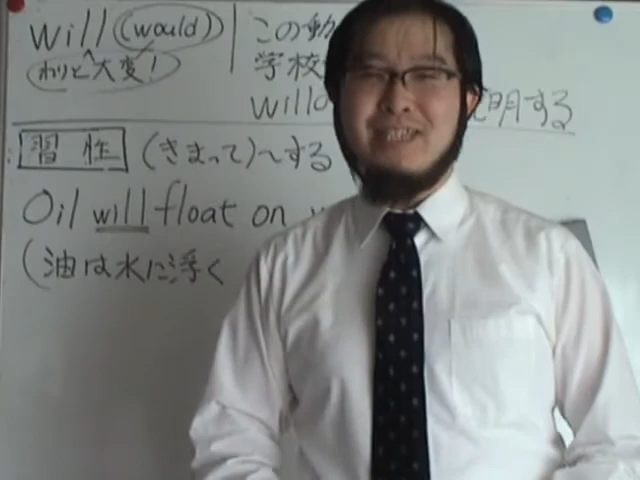 will (would)
わりと大変!
この動
学校
will
明する
習性 (きまって)~する
Oil will float on
(油は水に浮く